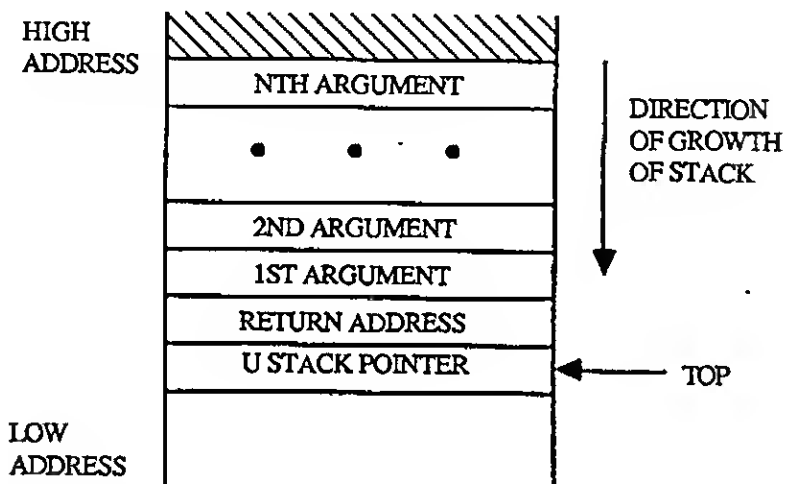 HIGH
ADDRESS
NTH ARGUMENT
DIRECTION
OF GROWTH
OF STACK
2ND ARGUMENT
1ST ARGUMENT
RETURN ADDRESS
U STACK POINTER
TOP
LOW
ADDRESS